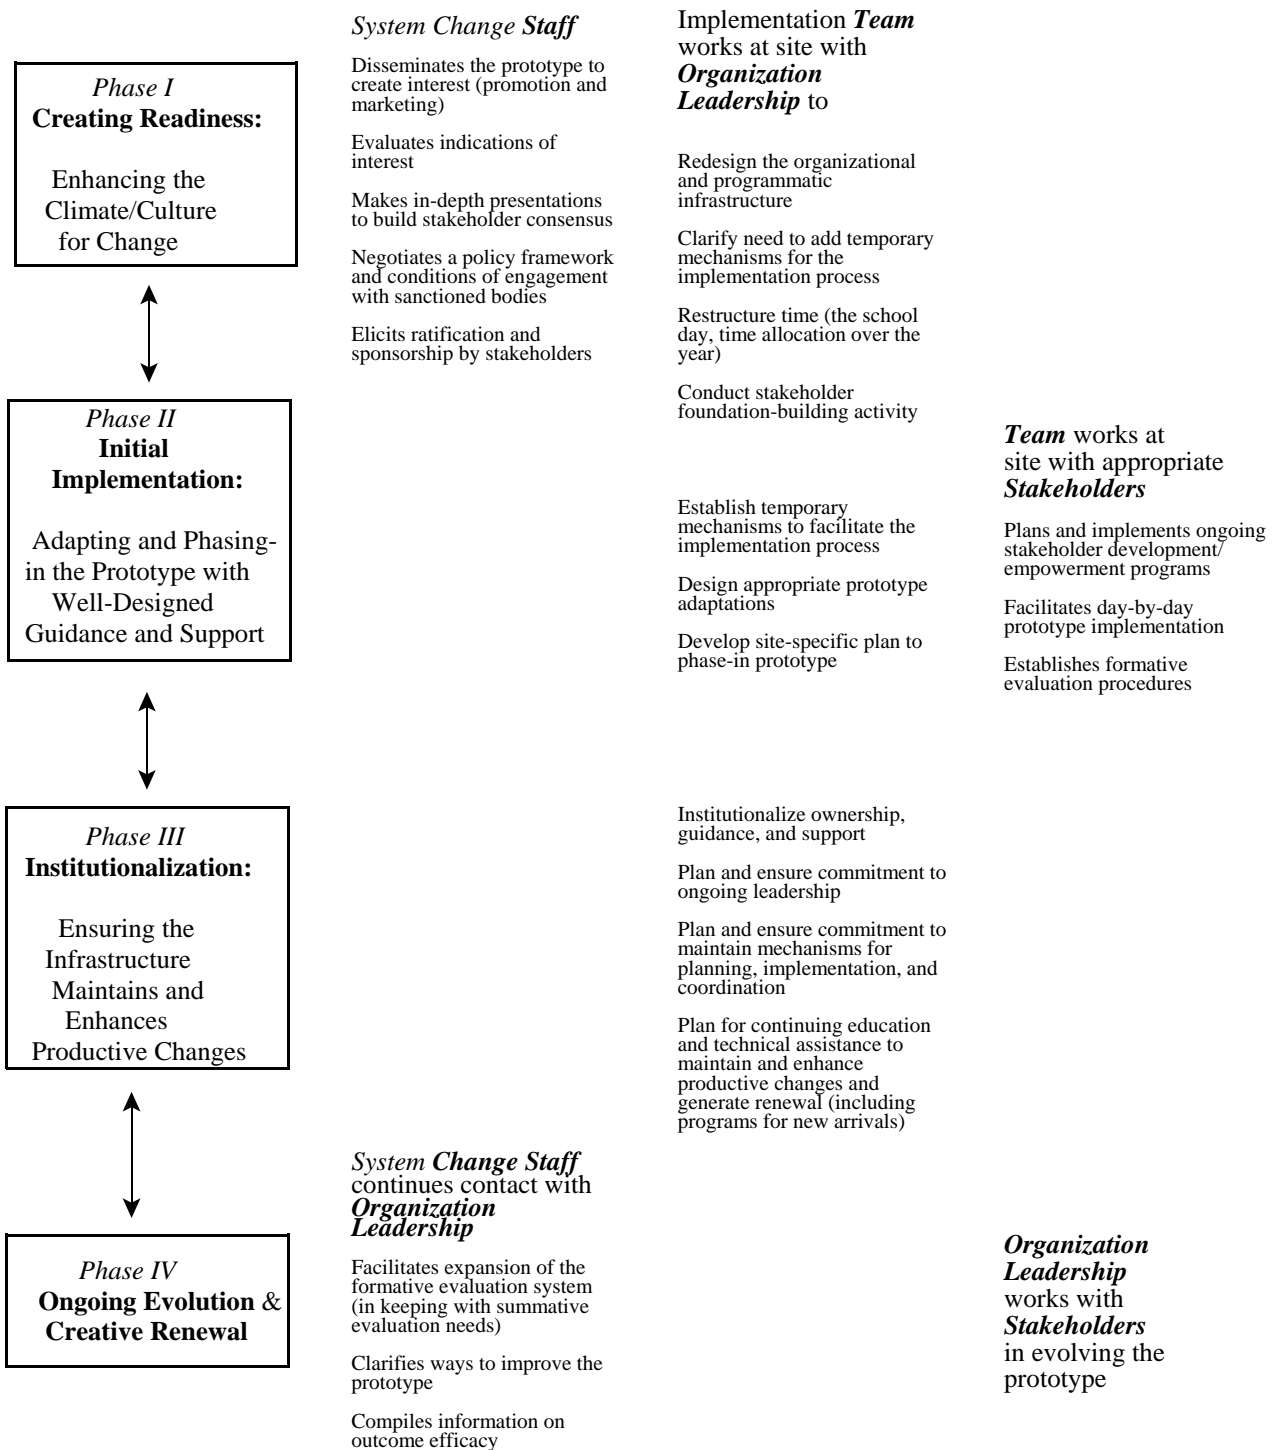 Phase I
Creating Readiness:
Enhancing the
Climate/Culture
for Change
System Change Staff
Disseminates the prototype to
create interest (promotion and
marketing)
Evaluates indications of
interest
Makes in-depth presentations
to build stakeholder consensus
Negotiates a policy framework
and conditions of engagement
with sanctioned bodies
Elicits ratification and
sponsorship by stakeholders
Implementation Team
works at site with
Organization
Leadership to
Redesign the organizational
and programmatic
infrastructure
Clarify need to add temporary
mechanisms for the
implementation process
Restructure time (the school
day, time allocation over the
year)
Conduct stakeholder
foundation-building activity
Phase II
Initial
Implementation:
Adapting and Phasing-
in the Prototype with
Well-Designed
Guidance and Support
Establish temporary
mechanisms to facilitate the
implementation process
Design appropriate prototype
adaptations
Develop site-specific plan to
phase-in prototype
Team works at
site with appropriate
Stakeholders
Plans and implements ongoing
stakeholder development/
empowerment programs
Facilitates day-by-day
prototype implementation
Establishes formative
evaluation procedures
Phase III
Institutionalization:
Ensuring the
Infrastructure
Maintains and
Enhances
Productive Changes
Institutionalize ownership,
guidance, and support
Plan and ensure commitment to
ongoing leadership
Plan and ensure commitment to
maintain mechanisms for
planning, implementation, and
coordination
Plan for continuing education
and technical assistance to
maintain and enhance
productive changes and
generate renewal (including
programs for new arrivals)
Phase IV
Ongoing Evolution &
Creative Renewal
System Change Staff
continues contact with
Organization
Leadership
Facilitates expansion of the
formative evaluation system
(in keeping with summative
evaluation needs)
Clarifies ways to improve the
prototype
Compiles information on
outcome efficacy
Organization
Leadership
works with
Stakeholders
in evolving the
prototype